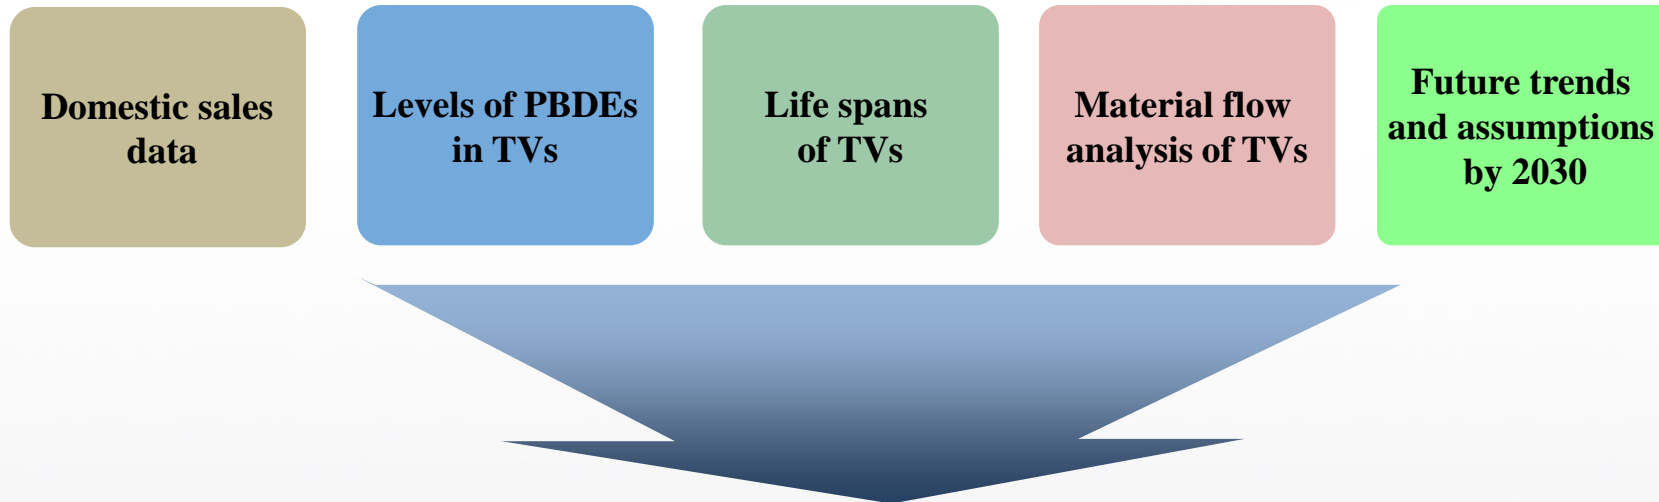 Domestic sales
data
Levels of PBDEs
in TVs
Life spans
of TVs
Material flow
analysis of TVs
Future trends
and assumptions
by 2030